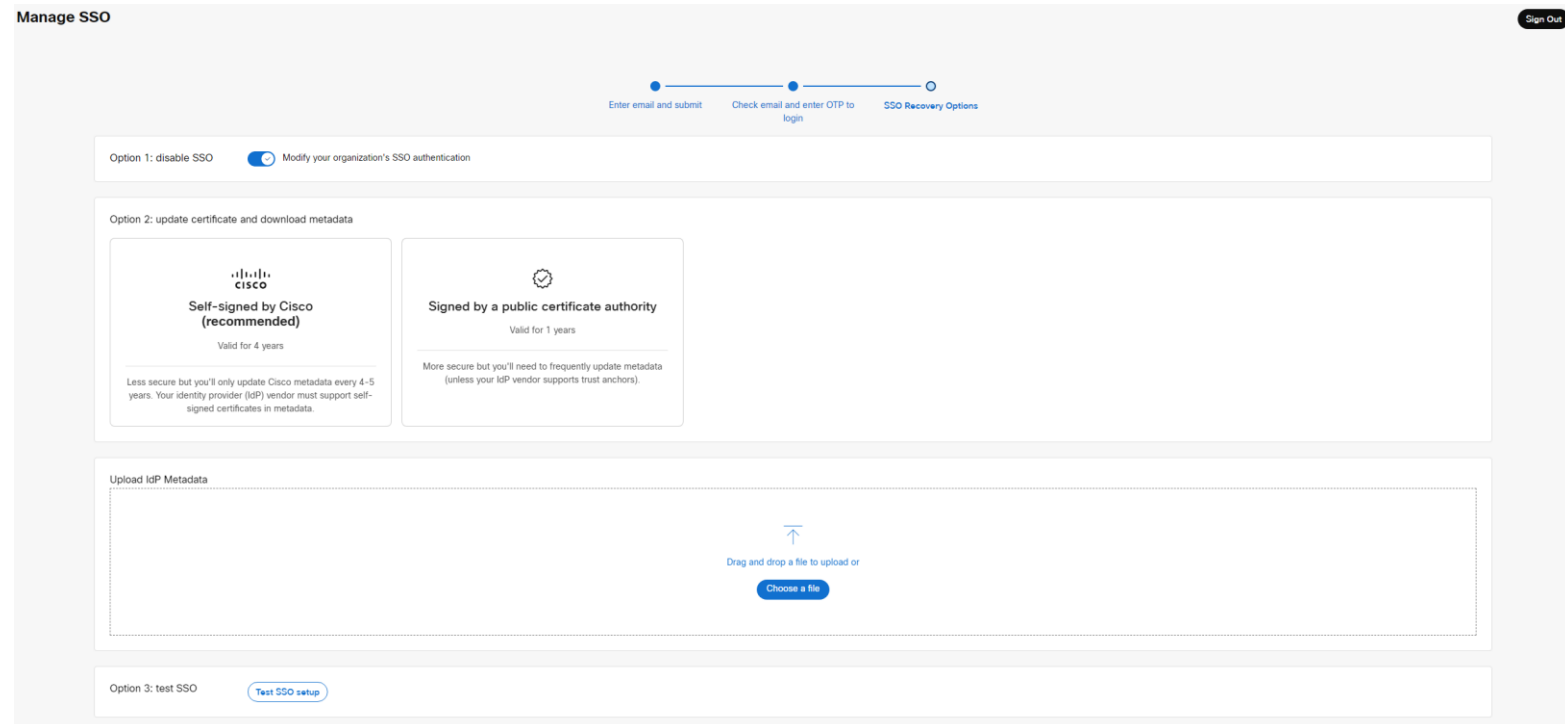 Manage SSO
Sign Out
Enter email and submit
Check email and enter OTP to
login
SSO Recovery Options
Option 1: disable SSO
Modify your organization's SSO authentication
Option 2: update certificate and download metadata
CISCO
Self-signed by Cisco
(recommended)
Valid for 4 years
Less secure but you'll only update Cisco metadata every 4-5
years. Your identity provider (IdP) vendor must support self-
signed certificates in metadata.
Signed by a public certificate authority
Valid for 1 years
More secure but you'll need to frequently update metadata
(unless your IdP vendor supports trust anchors).
Upload IdP Metadata
Drag and drop a file to upload or
Choose a file
Option 3: test SSO
Test SSO setup